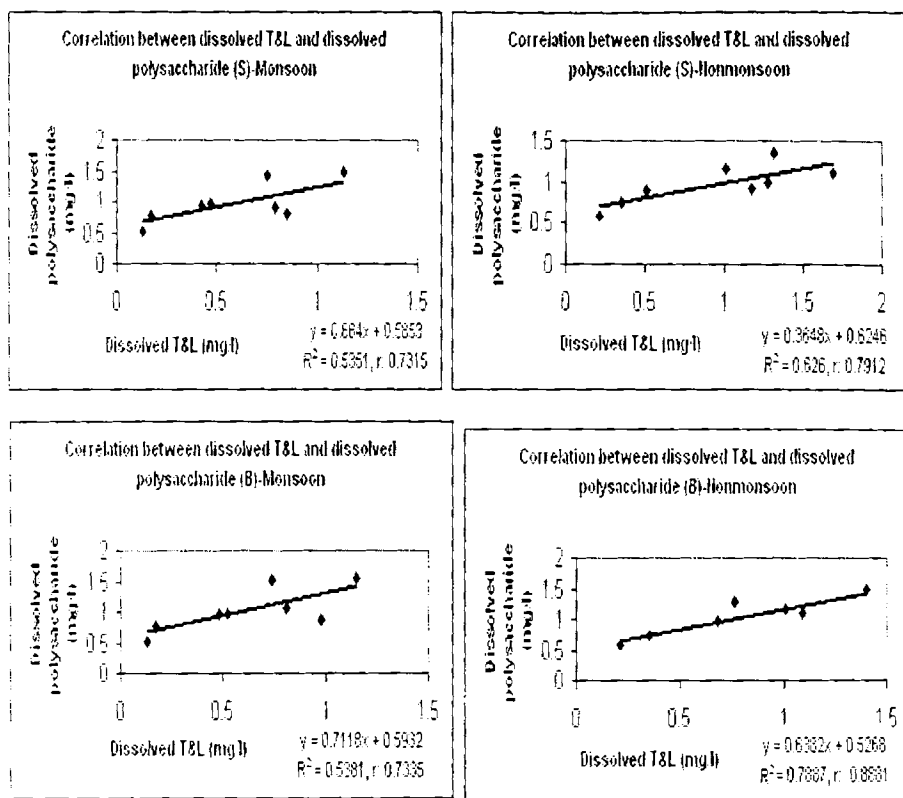 Correlation between dissolved T&L and dissolved
polysaccharide (S)-Monsoon
Dissolved
polysaccharide
(mg/l)
2
1.5
1
0.5
0
0 0.5 1 1.5
Dissolved T&L (mg/l)
y = 0.664x + 0.5853
R² = 0.5351, r: 0.7315
Correlation between dissolved T&L and dissolved
polysaccharide (S)-Nonmonsoon
Dissolved
polysaccharide
(mg/l)
1.5
1
0.5
0
0 0.5 1 1.5 2
Dissolved T&L (mg/l)
y = 0.3648x + 0.6246
R² = 0.626, r: 0.7912
Correlation between dissolved T&L and dissolved
polysaccharide (B)-Monsoon
Dissolved
polysaccharide
(mg/l)
2
1.5
1
0.5
0
0 0.5 1 1.5
Dissolved T&L (mg/l)
y = 0.7118x + 0.5932
R² = 0.5381, r: 0.7335
Correlation between dissolved T&L and dissolved
polysaccharide (B)-Nonmonsoon
Dissolved
polysaccharide
(mg/l)
2
1.5
1
0.5
0
0 0.5 1 1.5
Dissolved T&L (mg/l)
y = 0.6382x + 0.5268
R² = 0.7887, r: 0.8881